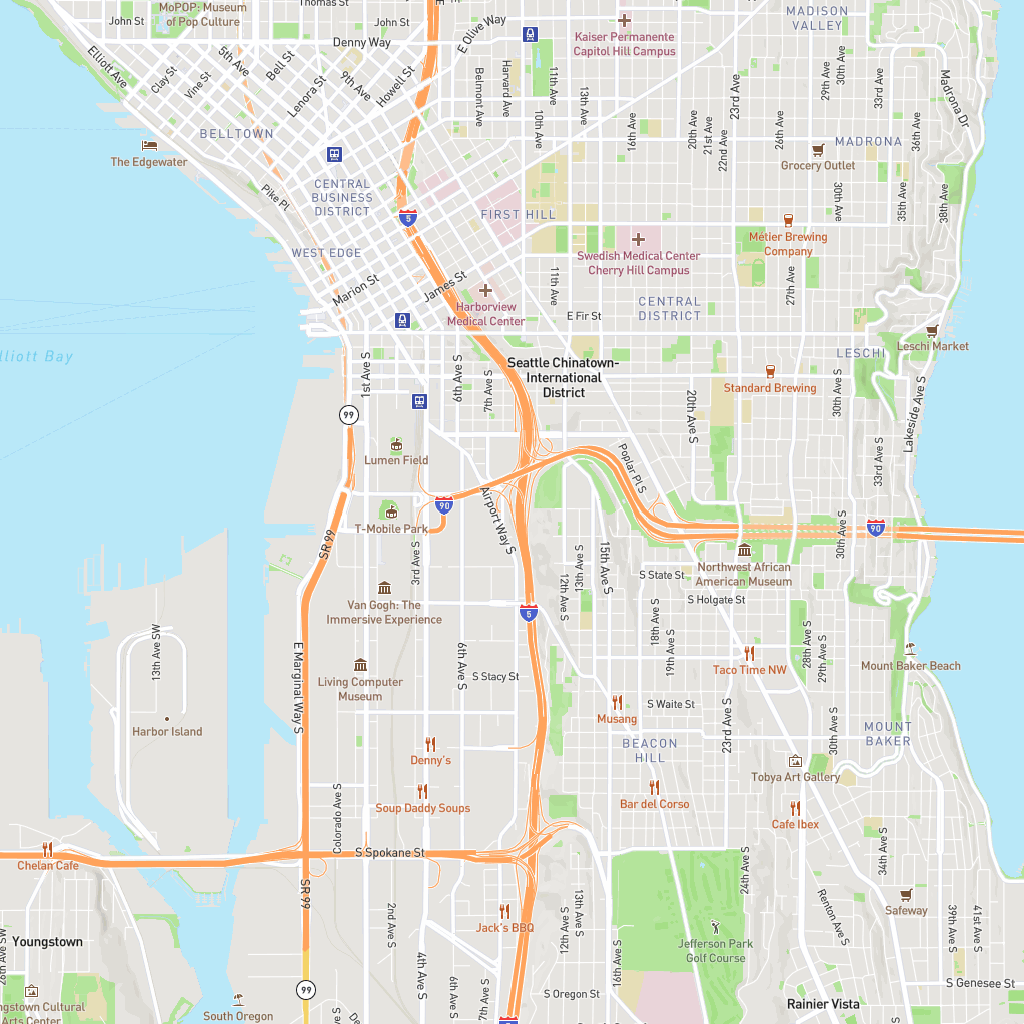 MoPOP: Museum
of Pop Culture
Thomas St
John St
John St
Denny Way
E Olive Way
E
Kaiser Permanente
Capitol Hill Campus
MADISON
VALLEY
Elliott Ave
Clay St
Vine St
5th Ave
Bell St
Lenora St
9th Ave
Howell St
Belmont Ave
Harvard Ave
11th Ave
10th Ave
13th Ave
16th Ave
20th Ave
21st Ave
22nd Ave
23rd Ave
26th Ave
29th Ave
30th Ave
33rd Ave
Madrona Dr
36th Ave
BELLTOWN
The Edgewater
MADRONA
Grocery Outlet
CENTRAL
BUSINESS
DISTRICT
Pike Pl
FIRST HILL
5
30th Ave
35th Ave
38th Ave
WEST EDGE
Swedish Medical Center
Cherry Hill Campus
Métier Brewing
Company
Marion St
James St
Harborview
Medical Center
11th Ave
27th Ave
E Fir St
CENTRAL
DISTRICT
lliott Bay
LESCHI
Leschi Market
Seattle Chinatown-
International
District
Standard Brewing
1st Ave S
6th Ave S
7th Ave S
20th Ave S
30th Ave S
Lakeside Ave S
99
Lumen Field
Poplar Pl S
33rd Ave S
90
Airport Way S
T-Mobile Park
SR 99
3rd Ave S
30th Ave S
90
Northwest African
American Museum
13th Ave S
15th Ave S
12th Ave S
S State St
S Holgate St
Van Gogh: The
Immersive Experience
5
18th Ave S
19th Ave S
28th Ave S
29th Ave S
13th Ave SW
E Marginal Way S
6th Ave S
Living Computer
Museum
S Stacy St
Taco Time NW
Mount Baker Beach
Harbor Island
Musang
S Waite St
23rd Ave S
30th Ave S
MOUNT
BAKER
Denny's
BEACON
HILL
Tobya Art Gallery
Soup Daddy Soups
Bar del Corso
Cafe Ibex
Colorado Ave S
S Spokane St
Chelan Cafe
34th Ave S
24th Ave S
SR 99
2nd Ave S
4th Ave S
Jack's BBQ
12th Ave S
13th Ave S
16th Ave S
Renton Ave S
Safeway
39th Ave S
41st Ave S
Youngstown
26th Ave SW
Jefferson Park
Golf Course
99
6th Ave S
7th Ave S
S Oregon St
S Genesee St
ngstown Cultural
Arts Center
South Oregon
De
Rainier Vista